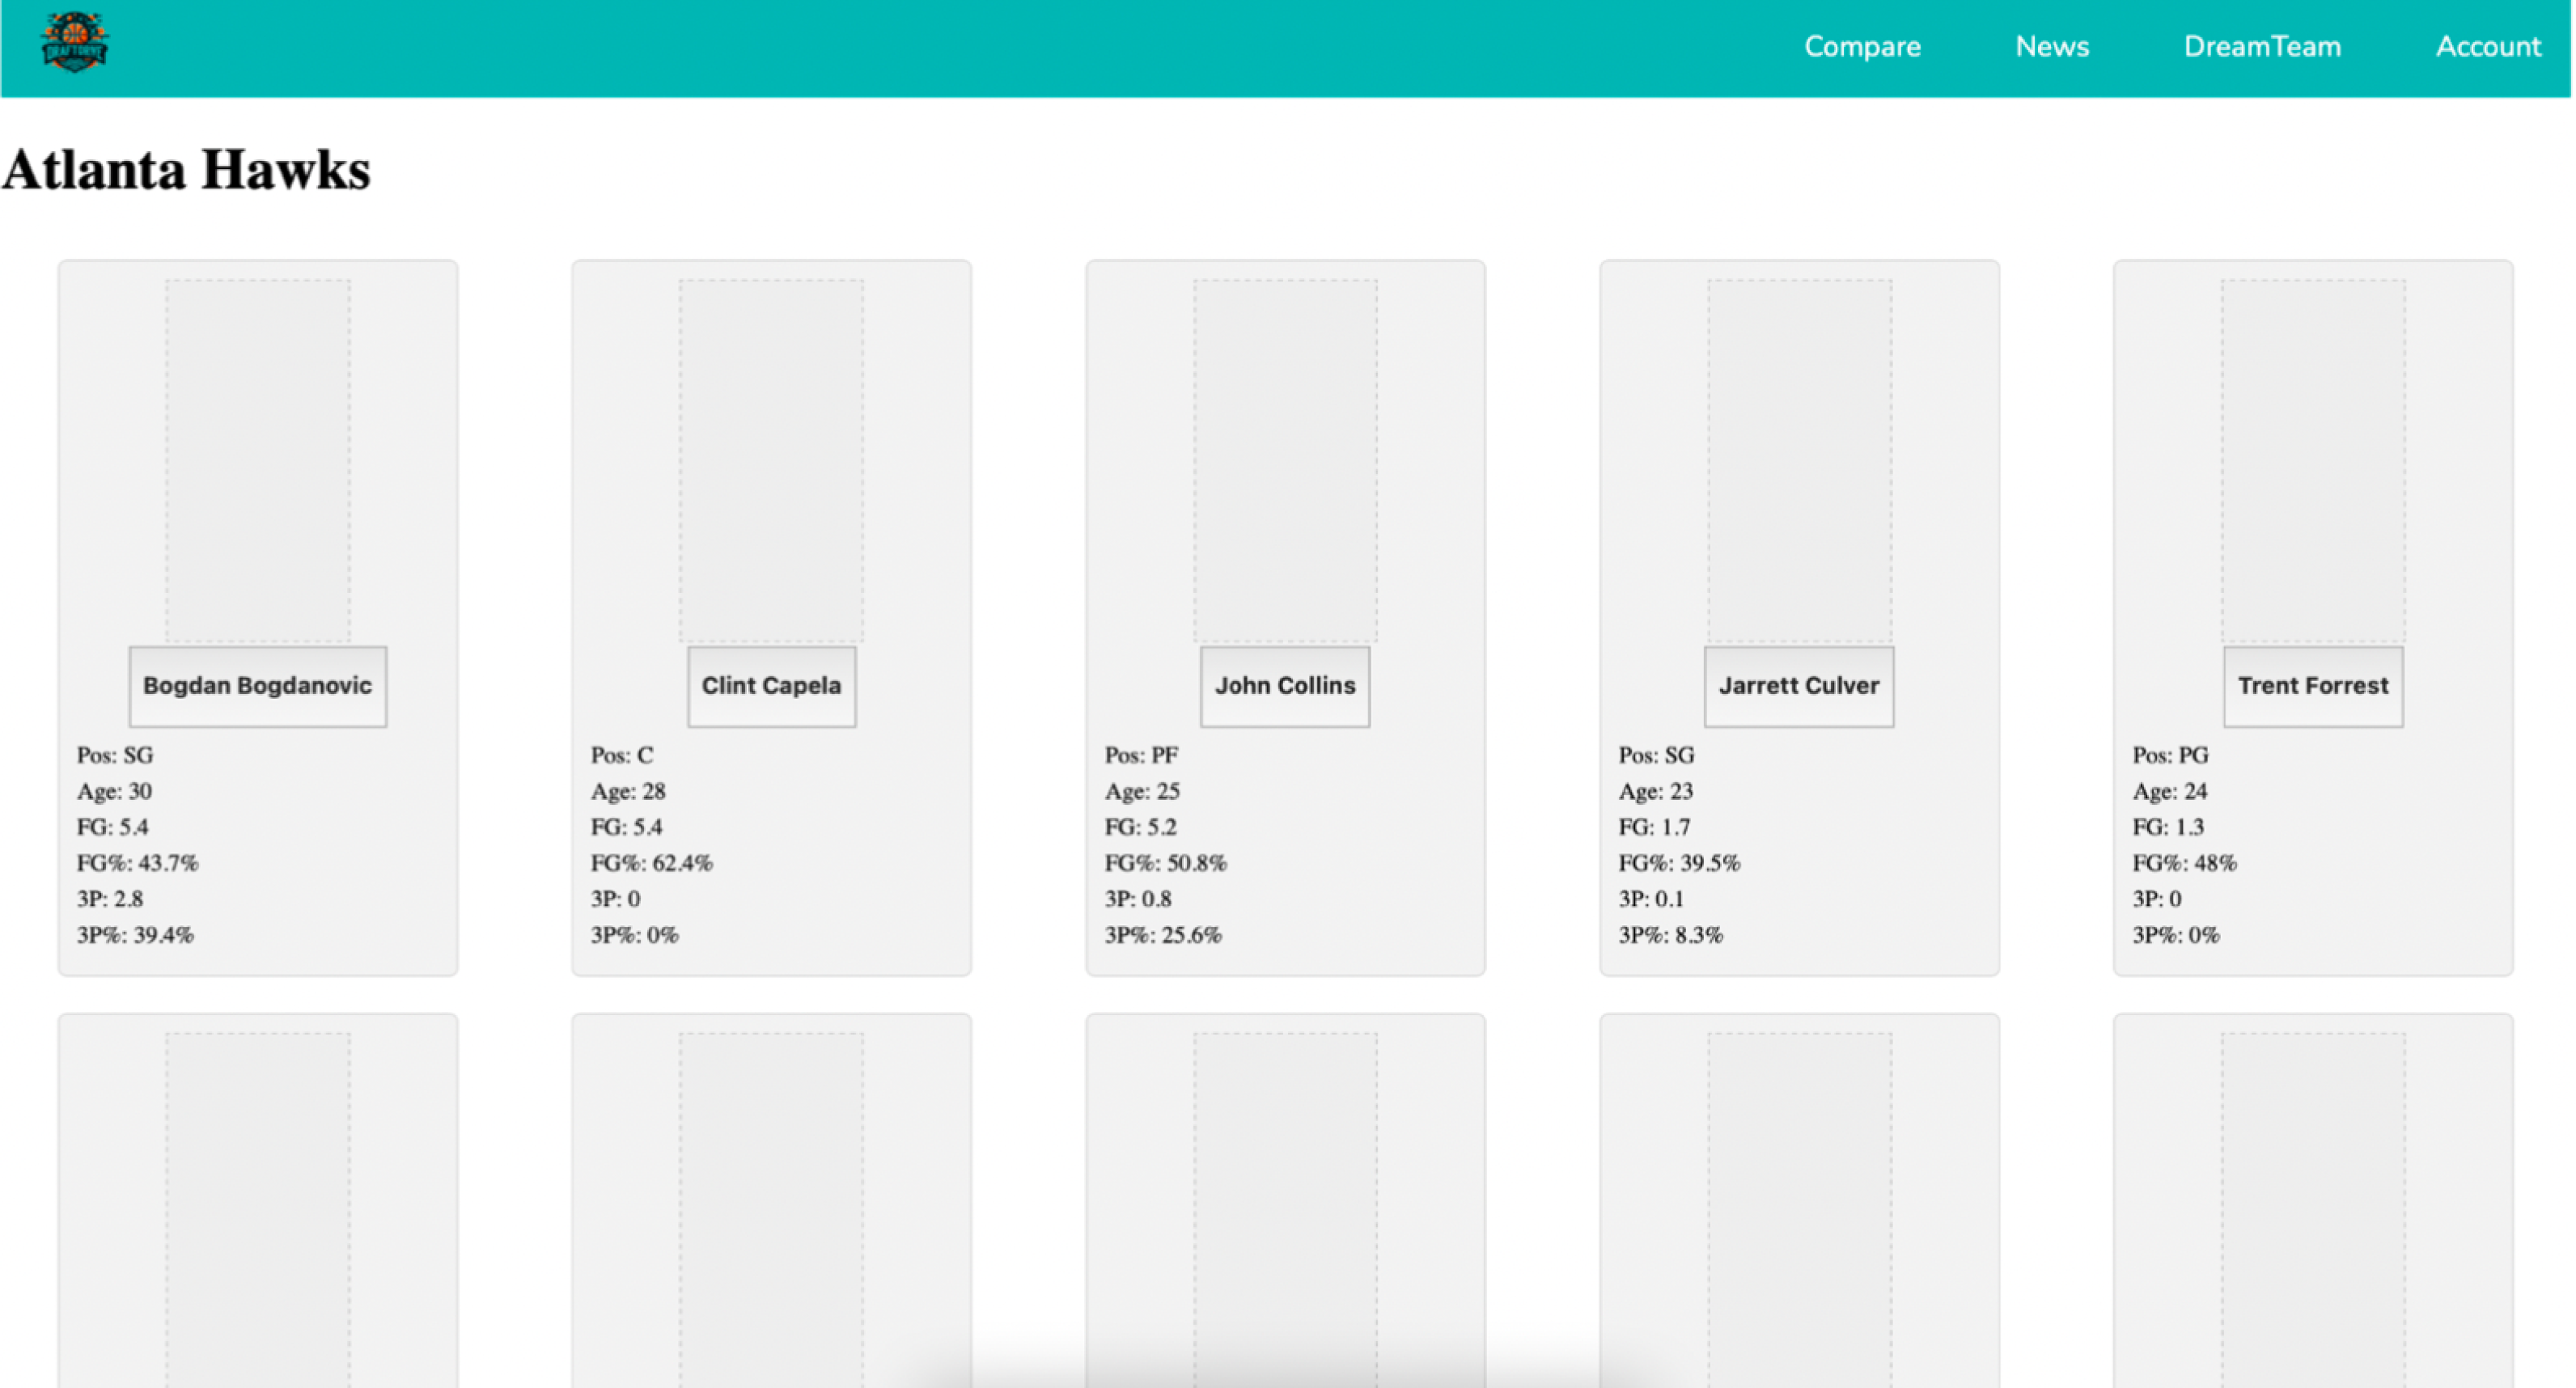 Compare News DreamTeam Account
Atlanta Hawks
Bogdan Bogdanovic
Pos: SG
Age: 30
FG: 5.4
FG%: 43.7%
3P: 2.8
3P%: 39.4%
Clint Capela
Pos: C
Age: 28
FG: 5.4
FG%: 62.4%
3P: 0
3P%: 0%
John Collins
Pos: PF
Age: 25
FG: 5.2
FG%: 50.8%
3P: 0.8
3P%: 25.6%
Jarrett Culver
Pos: SG
Age: 23
FG: 1.7
FG%: 39.5%
3P: 0.1
3P%: 8.3%
Trent Forrest
Pos: PG
Age: 24
FG: 1.3
FG%: 48%
3P: 0
3P%: 0%